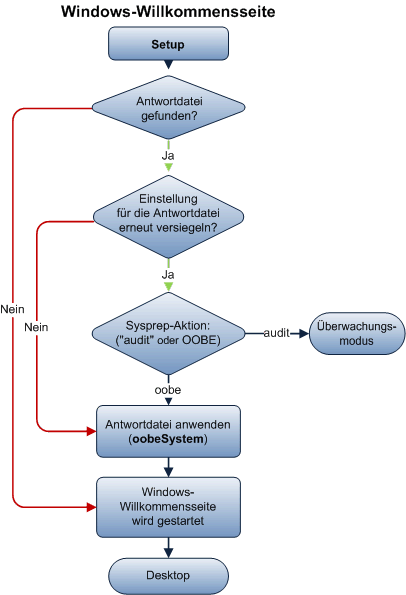 Windows-Willkommensseite
Setup
Antwortdatei
gefunden?
Ja
Einstellung
für die Antwortdatei
erneut versiegeln?
Ja
Nein
Nein
Sysprep-Aktion:
("audit" oder OOBE)
audit
Überwachungs-
modus
oobe
Antwortdatei anwenden
(oobeSystem)
Windows-
Willkommensseite
wird gestartet
Desktop